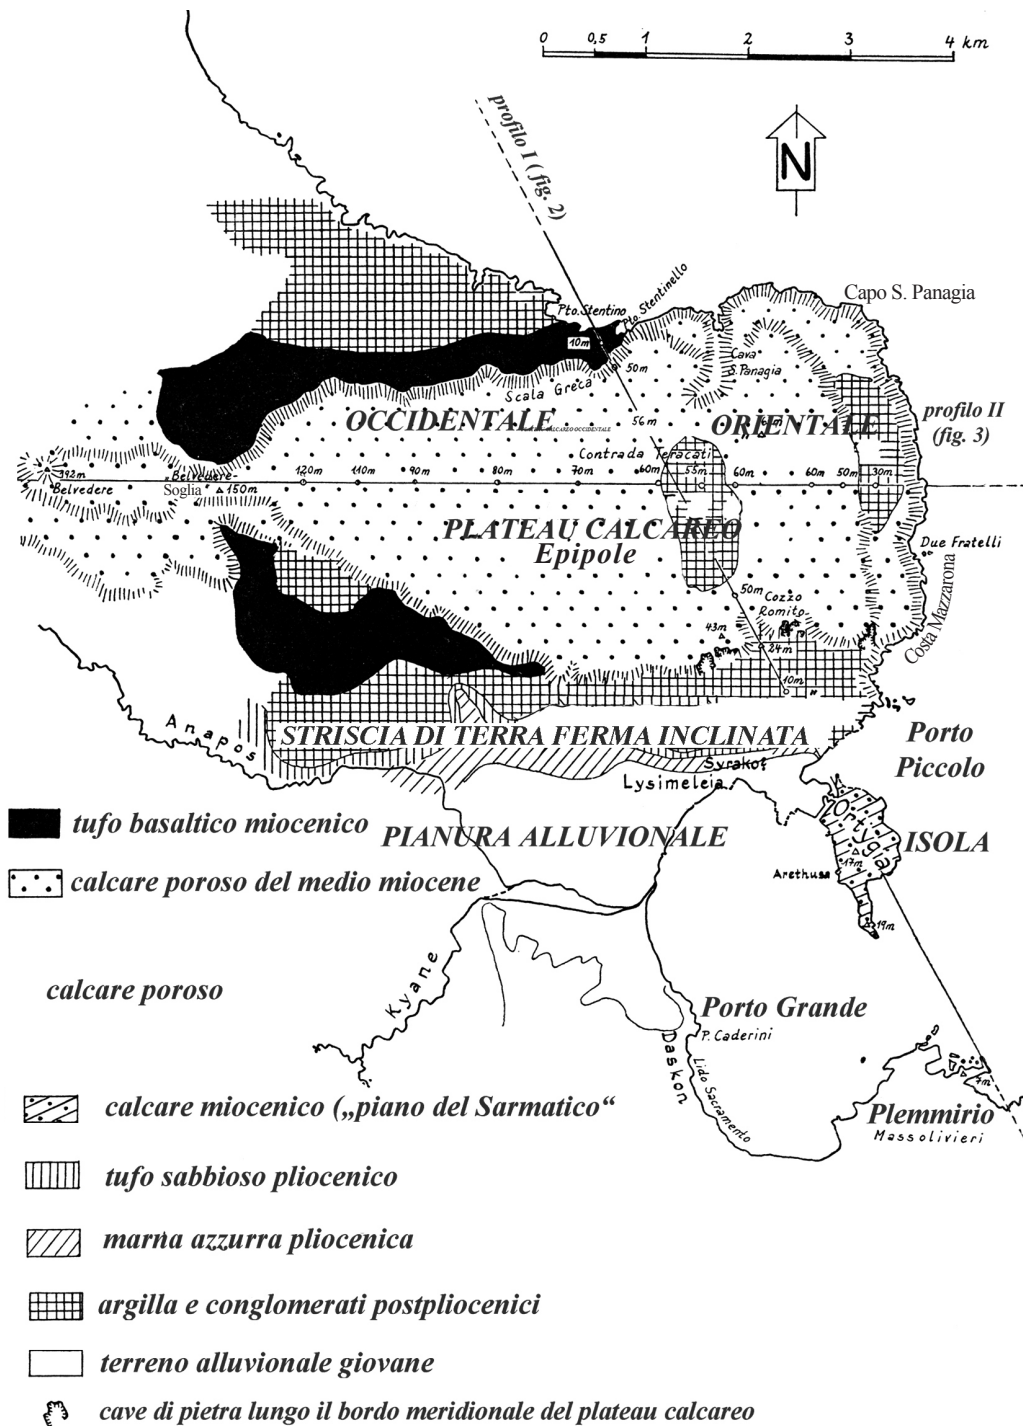 0 0,5 1 2 3 4 km
N
profilo I (fig. 2)
Capo S. Panagia
Pto. Stentino
Pto. Stentinello
10m
50m
Cava
S. Panagia
Scala Greca
OCCIDENTALE
56m
ORIENTALE
profilo II
(fig. 3)
Contrada Teracati
192m
Belvedere
Belvedere
Soglia
150m
120m 110m 90m 80m 70m 60m 55m 60m 60m 50m 30m
PLATEAU CALCAREO
Epipole
Due Fratelli
Costa Mazzarona
50m
Cozzo
Romito
43m
24m
10m
Anapos
STRISCIA DI TERRA FERMA INCLINATA
Syrakof
Lysimeleia
Porto
Piccolo
tufo basaltico miocenico
PIANURA ALLUVIONALE
Ortygia
ISOLA
17m
Arethusa
calcare poroso del medio miocene
19m
Kyane
calcare poroso
Porto Grande
P. Caderini
Daskon
Lido Sacramento
7m
Plemmirio
Massolivieri
calcare miocenico („piano del Sarmatico“
tufo sabbioso pliocenico
marna azzurra pliocenica
argilla e conglomerati postpliocenici
terreno alluvionale giovane
cave di pietra lungo il bordo meridionale del plateau calcareo